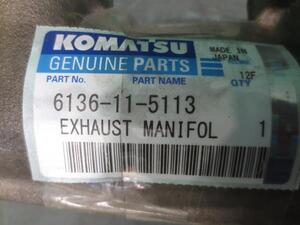 KOMATSU
GENUINE PARTS
MADE IN
JAPAN
PART No. PART NAME
12F
QTY
6136-11-5113
EXHAUST MANIFOL 1